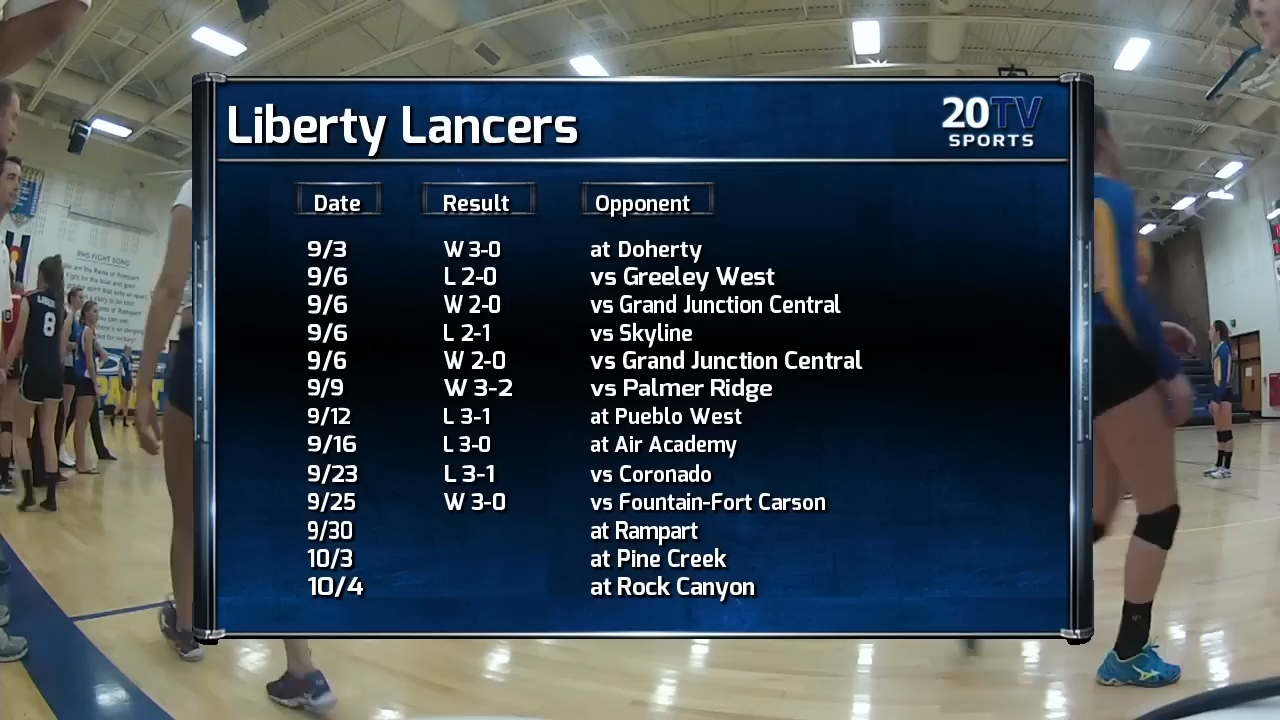 Liberty Lancers
20TV
SPORTS
Date Result Opponent
9/3 W 3-0 at Doherty
9/6 L 2-0 vs Greeley West
9/6 W 2-0 vs Grand Junction Central
9/6 L 2-1 vs Skyline
9/6 W 2-0 vs Grand Junction Central
9/9 W 3-2 vs Palmer Ridge
9/12 L 3-1 at Pueblo West
9/16 L 3-0 at Air Academy
9/23 L 3-1 vs Coronado
9/25 W 3-0 vs Fountain-Fort Carson
9/30 at Rampart
10/3 at Pine Creek
10/4 at Rock Canyon
RHS FIGHT SONG
8